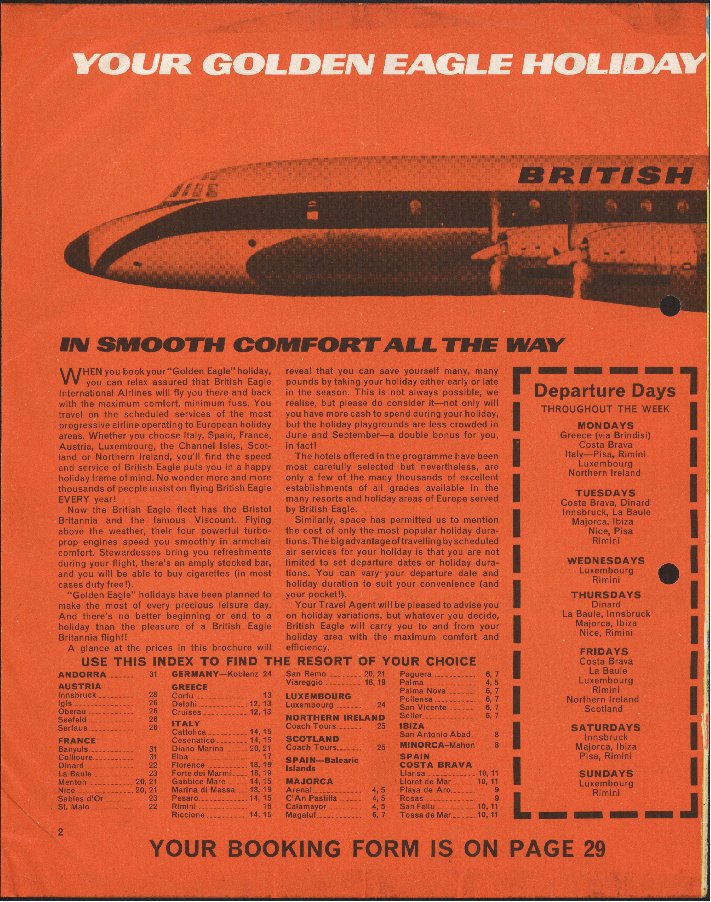 YOUR GOLDEN EAGLE HOLIDAY
BRITISH
IN SMOOTH COMFORT ALL THE WAY
WHEN you book your "Golden Eagle" holiday,
you can relax assured that British Eagle
International Airlines will fly you there and back
with the maximum comfort, minimum fuss. You
travel on the scheduled services of the most
progressive airline operating to European holiday
areas. Whether you choose Italy, Spain, France,
Austria, Luxembourg, the Channel Isles, Scot-
land or Northern Ireland, you'll find the speed
and service of British Eagle puts you in a happy
holiday frame of mind. No wonder more and more
thousands of people insist on flying British Eagle
EVERY year!
Now the British Eagle fleet has the Bristol
Britannia and the famous Viscount. Flying
above the weather, their four powerful turbo-
prop engines speed you smoothly in armchair
comfort. Stewardesses bring you refreshments
during your flight, there's an amply stocked bar,
and you will be able to buy cigarettes (in most
cases duty free!).
"Golden Eagle" holidays have been planned to
make the most of every precious leisure day.
And there's no better beginning or end to a
holiday than the pleasure of a British Eagle
Britannia flight!
A glance at the prices in this brochure will
reveal that you can save yourself many, many
pounds by taking your holiday either early or late
in the season. This is not always possible, we
realise, but please do consider it—not only will
you have more cash to spend during your holiday,
but the holiday playgrounds are less crowded in
June and September—a double bonus for you,
in fact!
The hotels offered in the programme have been
most carefully selected but nevertheless, are
only a few of the many thousands of excellent
establishments of all grades available in the
many resorts and holiday areas of Europe served
by British Eagle.
Similarly, space has permitted us to mention
the cost of only the most popular holiday dura-
tions. The big advantage of travelling by scheduled
air services for your holiday is that you are not
limited to set departure dates or holiday dura-
tions. You can vary your departure date and
holiday duration to suit your convenience (and
your pocket!).
Your Travel Agent will be pleased to advise you
on holiday variations, but whatever you decide,
British Eagle will carry you to and from your
holiday area with the maximum comfort and
efficiency.
Departure Days
THROUGHOUT THE WEEK
MONDAYS
Greece (via Brindisi)
Costa Brava
Italy—Pisa, Rimini
Luxembourg
Northern Ireland
TUESDAYS
Costa Brava, Dinard
Innsbruck, La Baule
Majorca, Ibiza
Nice, Pisa
Rimini
WEDNESDAYS
Luxembourg
Rimini
THURSDAYS
Dinard
La Baule, Innsbruck
Majorca, Ibiza
Nice, Rimini
FRIDAYS
Costa Brava
La Baule
Luxembourg
Rimini
Northern Ireland
Scotland
SATURDAYS
Innsbruck
Majorca, Ibiza
Pisa, Rimini
SUNDAYS
Luxembourg
Rimini
USE THIS INDEX TO FIND THE RESORT OF YOUR CHOICE
ANDORRA 31
AUSTRIA
Innsbruck 28
Igls 26
Oberau 26
Seefeld 26
Serfaus 26
FRANCE
Banyuls 31
Collioure 31
Dinard 22
La Baule 23
Menton 20, 21
Nice 20, 21
Sables d'Or 23
St. Malo 22
GERMANY—Koblenz 24
GREECE
Corfu 13
Delphi 12, 13
Cruises 12, 13
ITALY
Cattolica 14, 15
Cesenatico 14, 15
Diano Marina 20, 21
Elba 17
Florence 18, 19
Forte dei Marmi 18, 19
Gabbice Mare 14, 15
Marina di Massa 18, 19
Pesaro 14, 15
Rimini 16
Riccione 14, 15
San Remo 20, 21
Viareggio 18, 19
LUXEMBOURG
Luxembourg 24
NORTHERN IRELAND
Coach Tours 25
SCOTLAND
Coach Tours 25
SPAIN—Balearic
Islands
MAJORCA
Arenal 4, 5
C'An Pastilla 4, 5
Calamayor 4, 5
Magaluf 6, 7
Paguera 6, 7
Palma 4, 5
Palma Nova 6, 7
Pollensa 6, 7
San Vicente 6, 7
Soller 6, 7
IBIZA
San Antonio Abad 8
MINORCA—Mahon 8
SPAIN
COSTA BRAVA
Llansa 10, 11
Lloret de Mar 10, 11
Playa de Aro 9
Rosas 9
San Feliu 10, 11
Tossa de Mar 10, 11
2
YOUR BOOKING FORM IS ON PAGE 29